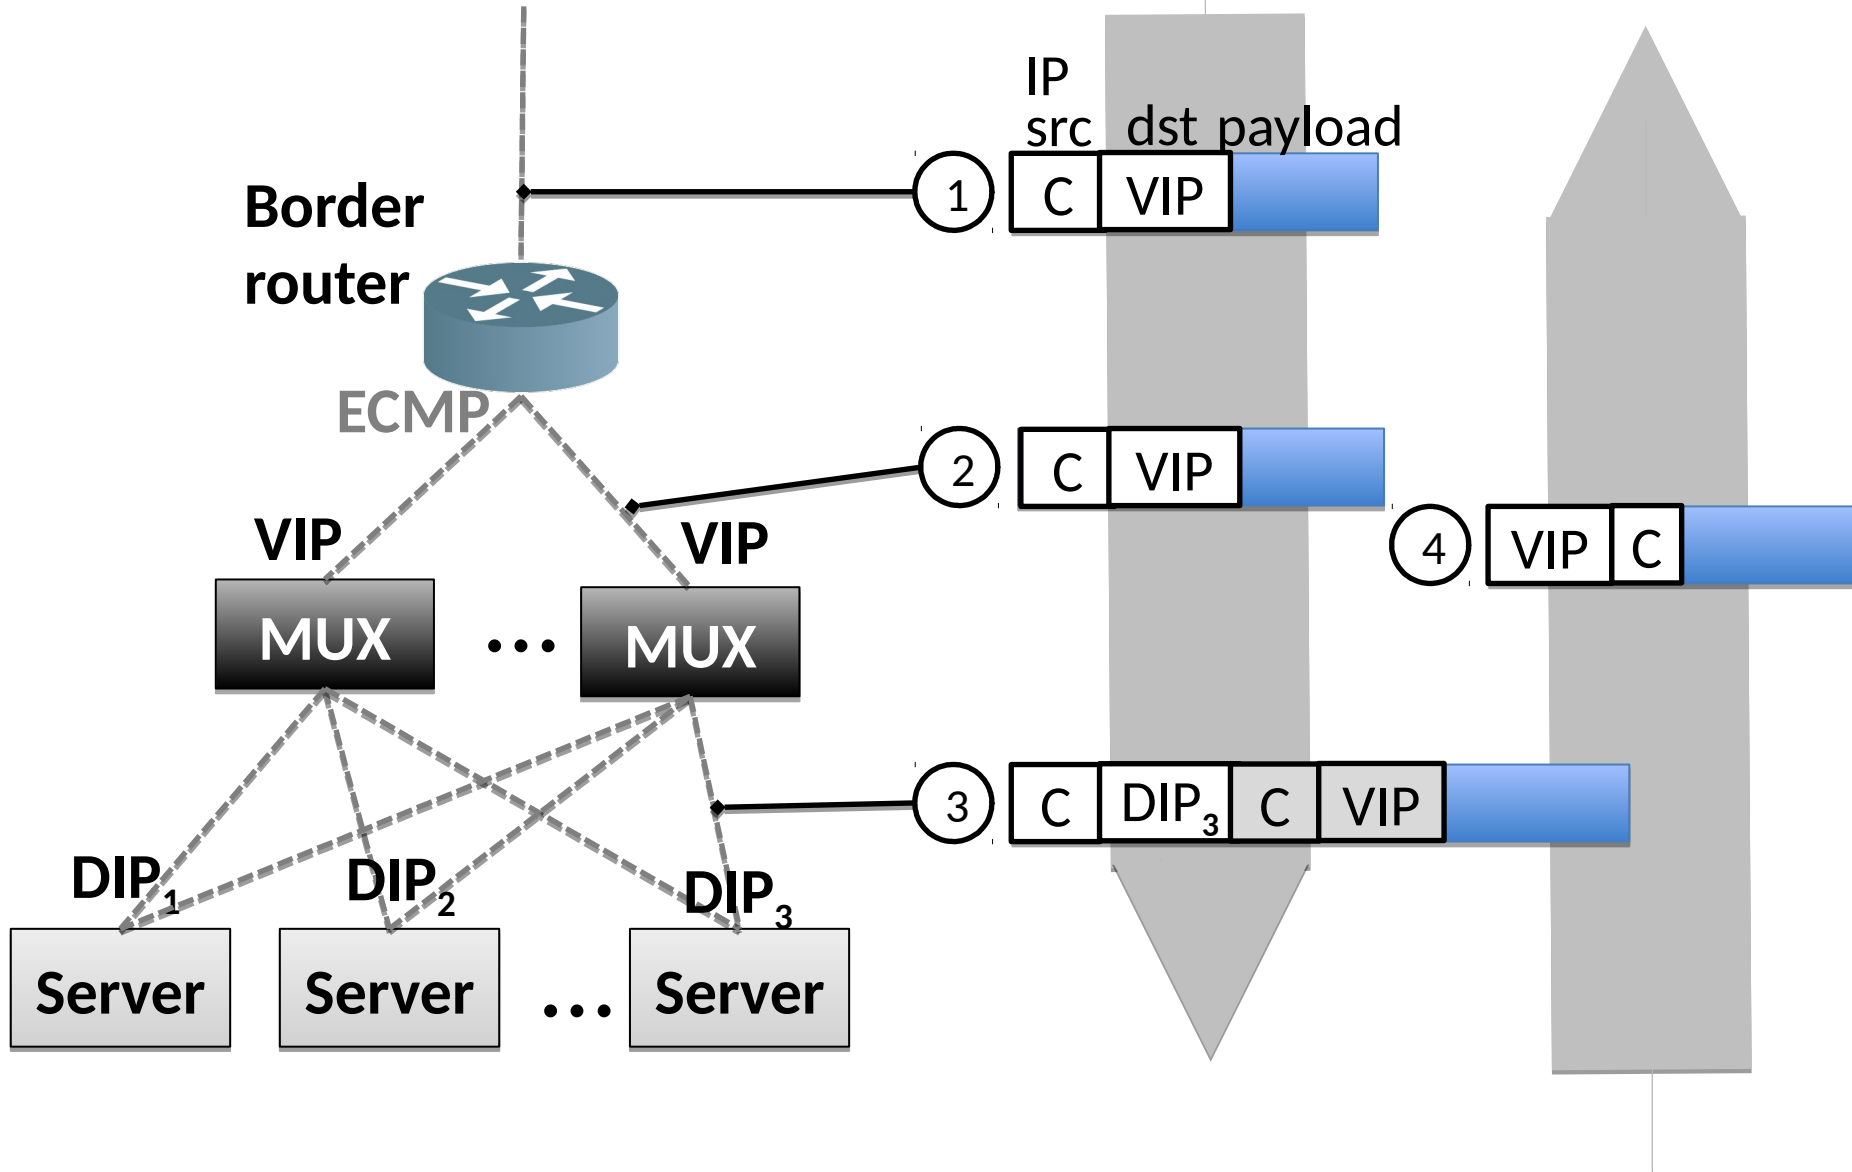 IP
src dst payload
1 C VIP
Border
router
ECMP
2 C VIP
VIP VIP
4 VIP C
MUX ... MUX
3 C DIP3 C VIP
DIP1 DIP2 DIP3
Server Server ... Server